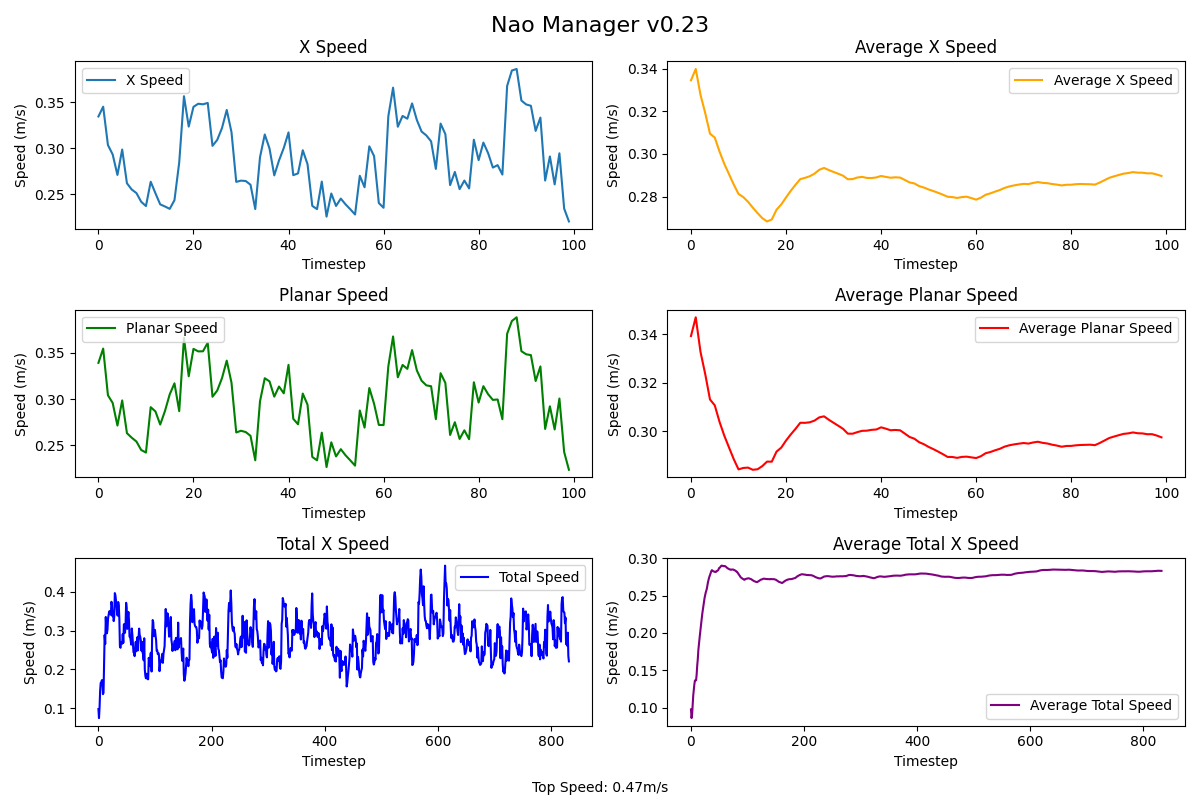 Nao Manager v0.23
X Speed
Speed (m/s)
0.35
0.30
0.25
X Speed
0
20
40
60
80
100
Timestep
Average X Speed
Speed (m/s)
0.34
0.32
0.30
0.28
Average X Speed
0
20
40
60
80
100
Timestep
Planar Speed
Speed (m/s)
0.35
0.30
0.25
Planar Speed
0
20
40
60
80
100
Timestep
Average Planar Speed
Speed (m/s)
0.34
0.32
0.30
Average Planar Speed
0
20
40
60
80
100
Timestep
Total X Speed
Speed (m/s)
0.4
0.3
0.2
0.1
Total Speed
0
200
400
600
800
Timestep
Average Total X Speed
Speed (m/s)
0.30
0.25
0.20
0.15
0.10
Average Total Speed
0
200
400
600
800
Timestep
Top Speed: 0.47m/s